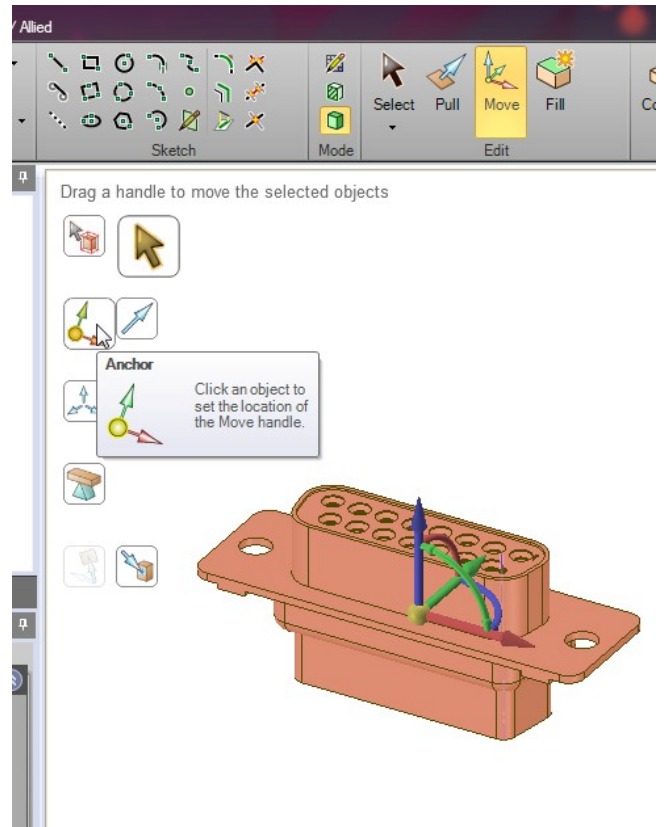 / Allied
Select
Pull
Move
Fill
Co
Sketch
Mode
Edit
Drag a handle to move the selected objects
Anchor
Click an object to
set the location of
the Move handle.